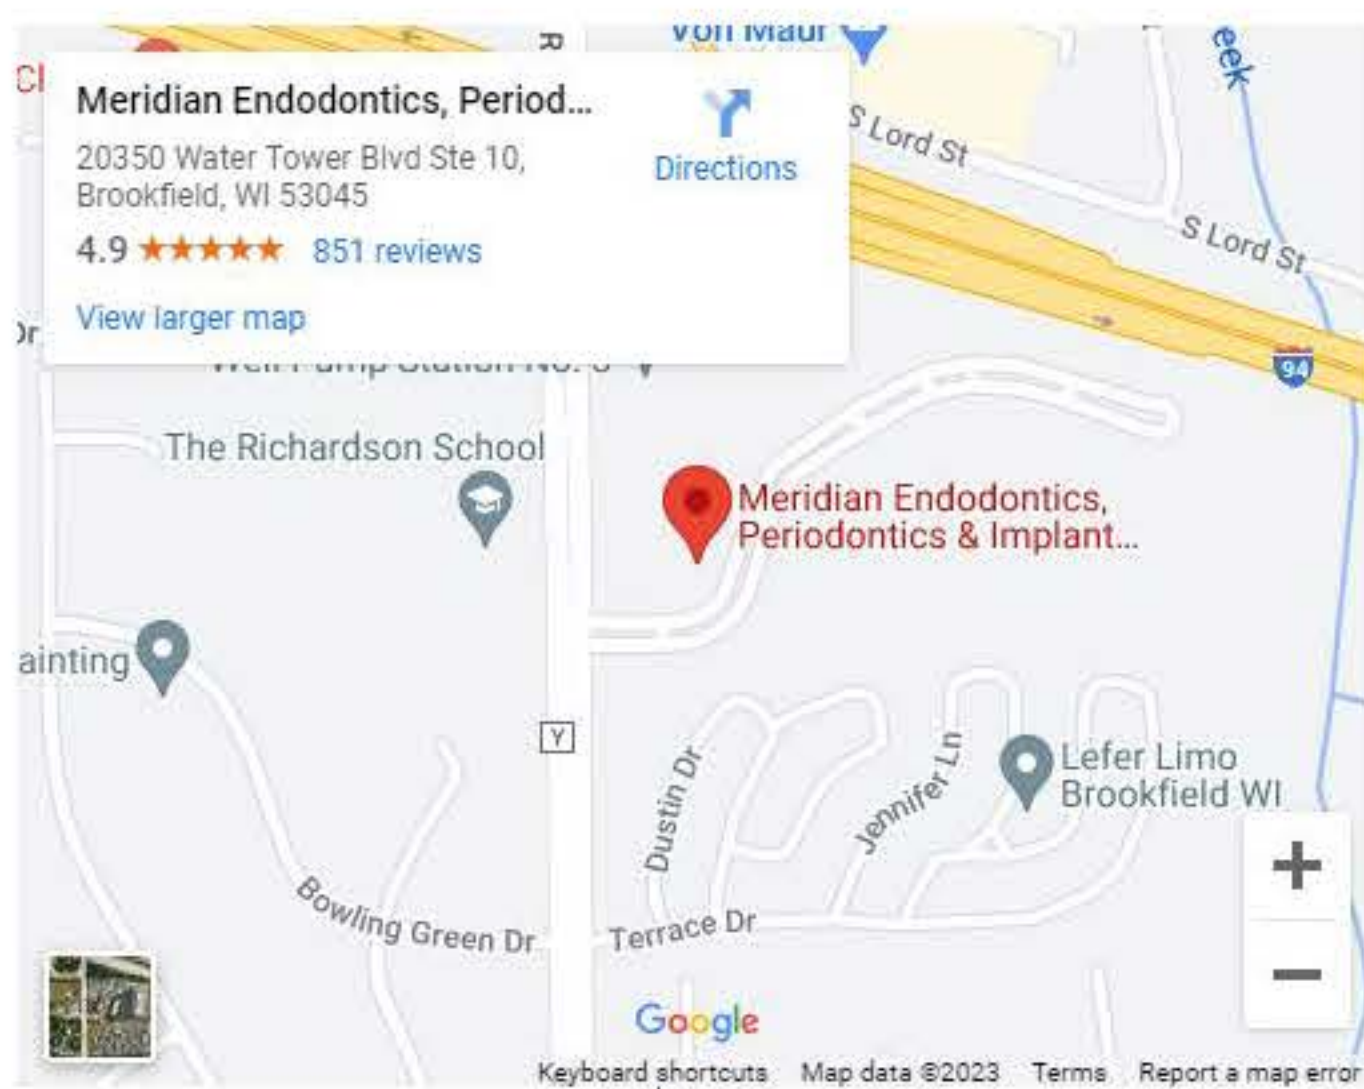 Von Maur
eek
Meridian Endodontics, Period...
20350 Water Tower Blvd Ste 10,
Brookfield, WI 53045
Directions
4.9
851 reviews
View larger map
S Lord St
S Lord St
94
The Richardson School
Meridian Endodontics,
Periodontics & Implant...
ainting
Y
Dustin Dr
Jennifer Ln
Lefer Limo
Brookfield WI
Bowling Green Dr
Terrace Dr
Google
Keyboard shortcuts
Map data ©2023
Terms
Report a map error